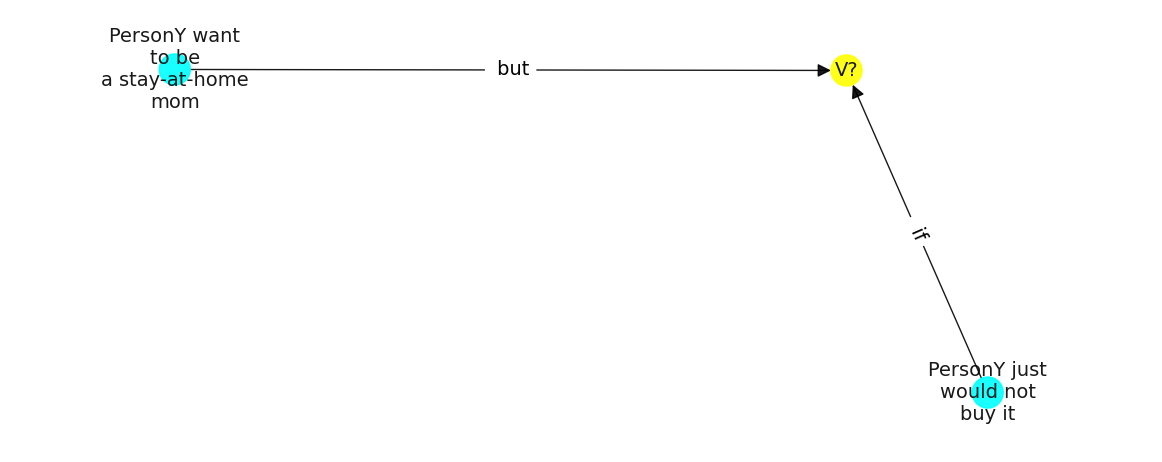 PersonY want
to be
a stay-at-home
mom
but
V?
if
PersonY just
would not
buy it